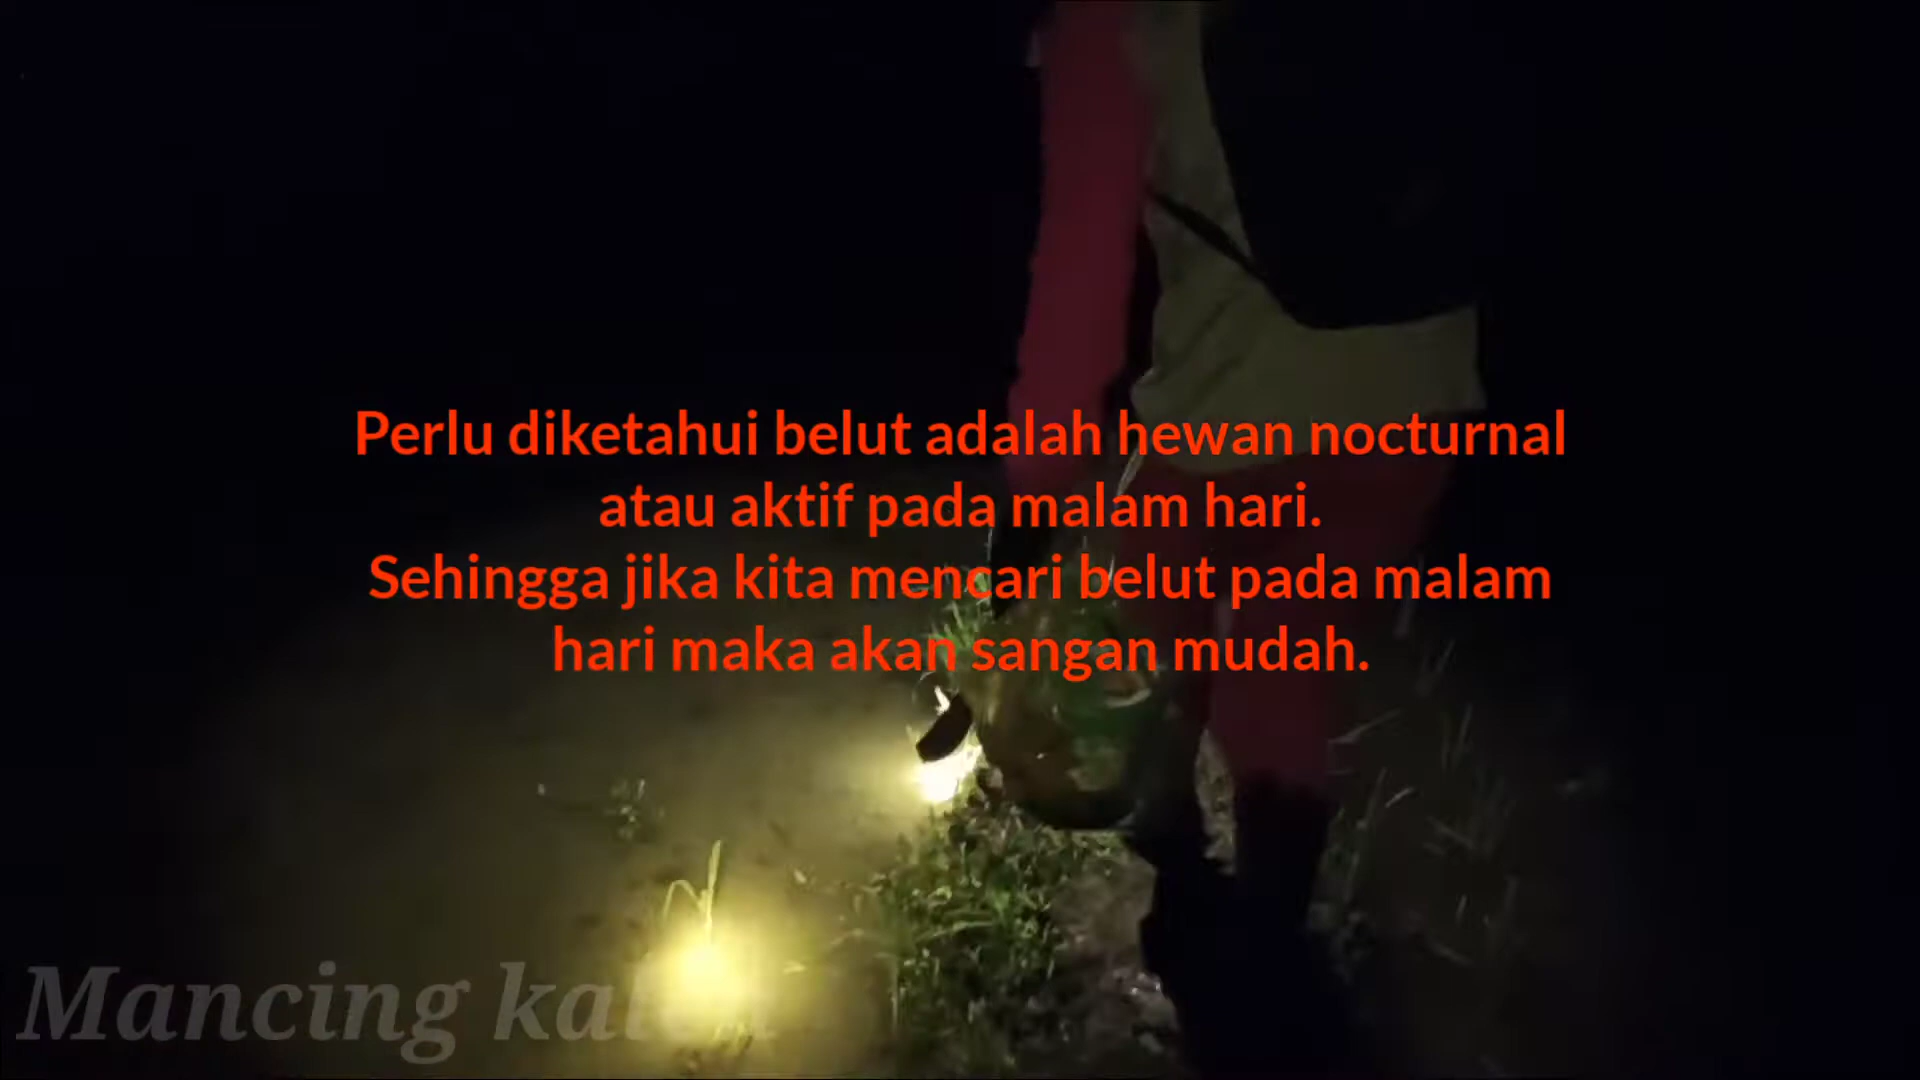 Perlu diketahui belut adalah hewan nocturnal
atau aktif pada malam hari.
Sehingga jika kita mencari belut pada malam
hari maka akan sangan mudah.
Mancing